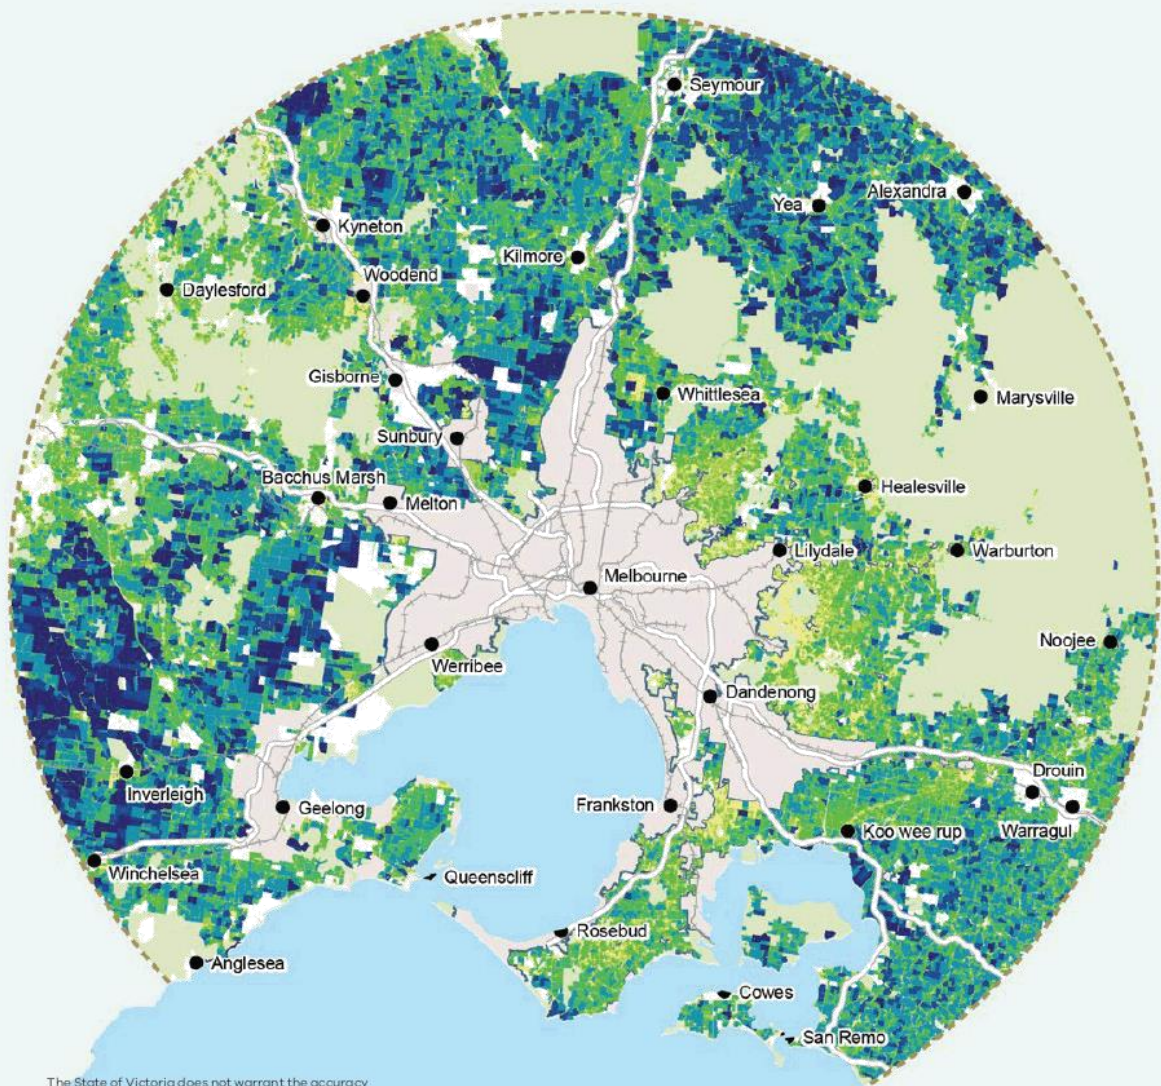 Seymour
Alexandra
Yea
Kyneton
Kilmore
Woodend
Daylesford
Gisborne
Whittlesea
Marysville
Sunbury
Healesville
Bacchus Marsh
Melton
Lilydale
Warburton
Melbourne
Noojee
Werribee
Dandenong
Drouin
Inverleigh
Geelong
Frankston
Warragul
Koo wee rup
Winchelsea
Queenscliff
Rosebud
Anglesea
Cowes
San Remo
The State of Victoria does not warrant the accuracy